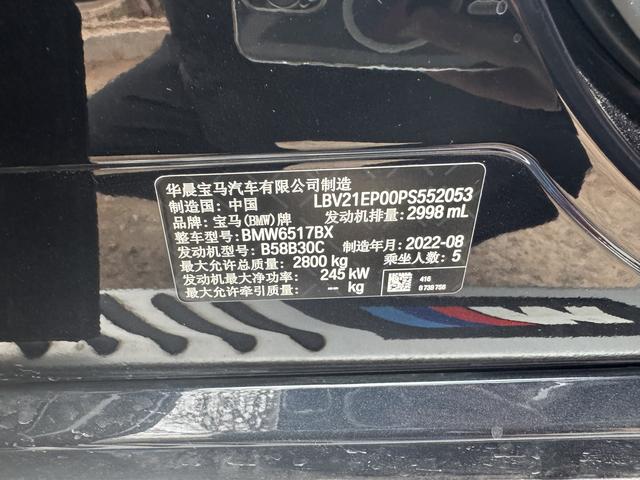 华晨宝马汽车有限公司制造
制造国: 中国 LBV21EP00PS552053
品牌: 宝马(BMW)牌 发动机排量: 2998 mL
整车型号: BMW6517BX
发动机型号: B58B30C 制造年月: 2022-08
最大允许总质量: 2800 kg 乘坐人数: 5
发动机最大净功率: 245 kW
最大允许牵引质量: -- kg
416
8738756
M